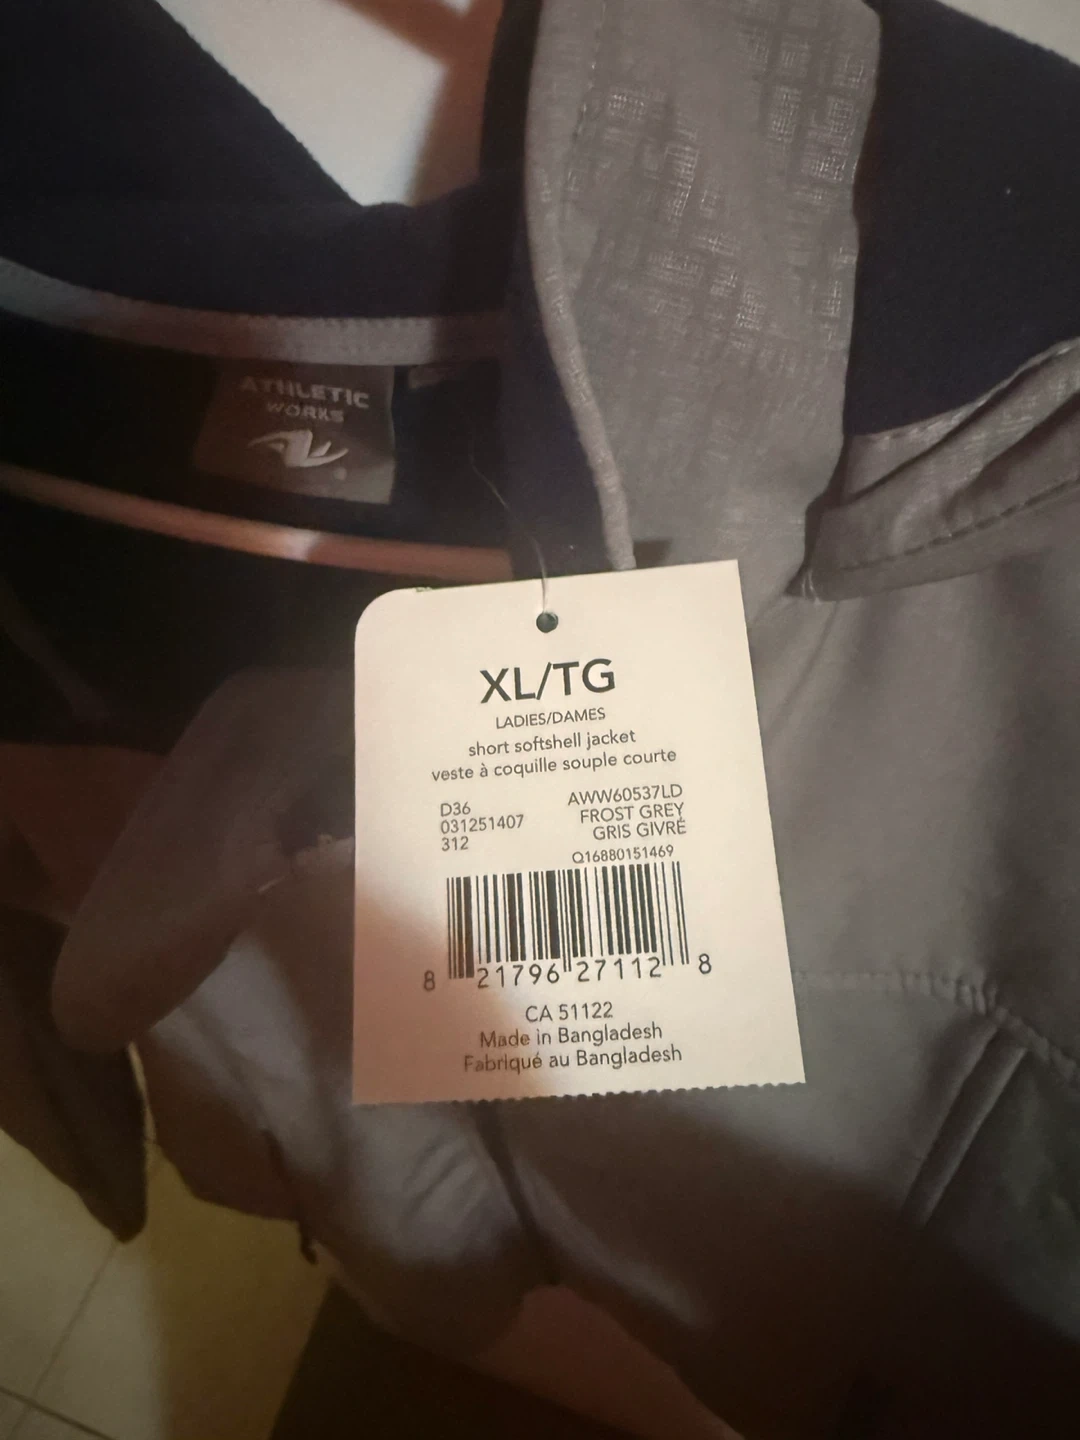 ATHLETIC
WORKS
XL/TG
LADIES/DAMES
short softshell jacket
veste à coquille souple courte
D36
031251407
312
AWW60537LD
FROST GREY
GRIS GIVRÉ
Q16880151469
8 21796 27112 8
CA 51122
Made in Bangladesh
Fabriqué au Bangladesh